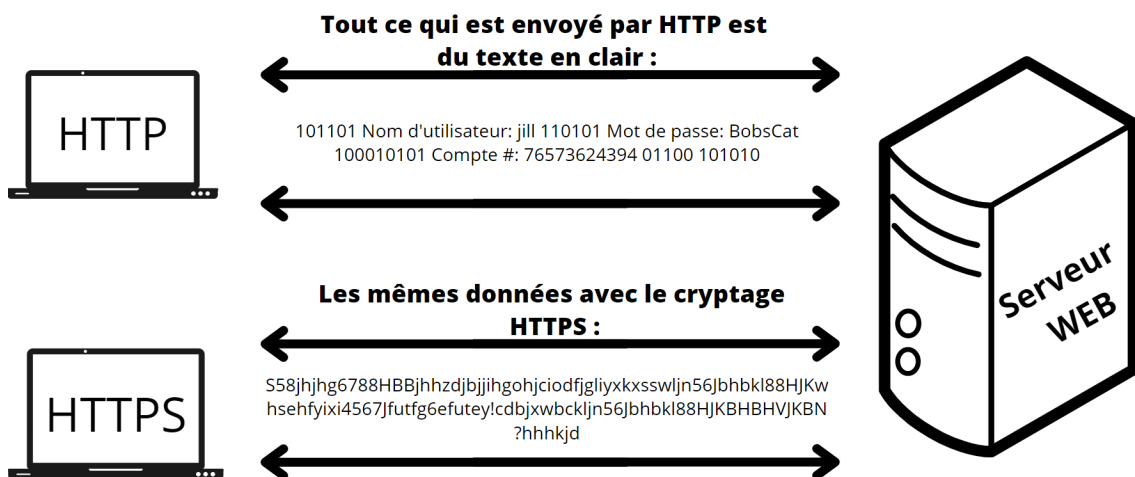 Tout ce qui est envoyé par HTTP est
du texte en clair :
HTTP
101101 Nom d'utilisateur: jill 110101 Mot de passe: BobsCat
100010101 Compte #: 76573624394 01100 101010
Serveur
WEB
Les mêmes données avec le cryptage
HTTPS :
HTTPS
S58jhjhg6788HBBjhhzdjbjjihgohjciodfjgliyxkxsswljn56Jbhbkl88HJKw
hsehfyixi4567Jfutfg6efutey!cdbjxwbckljn56Jbhbkl88HJKBHBHVJKBN
?hhhkjd